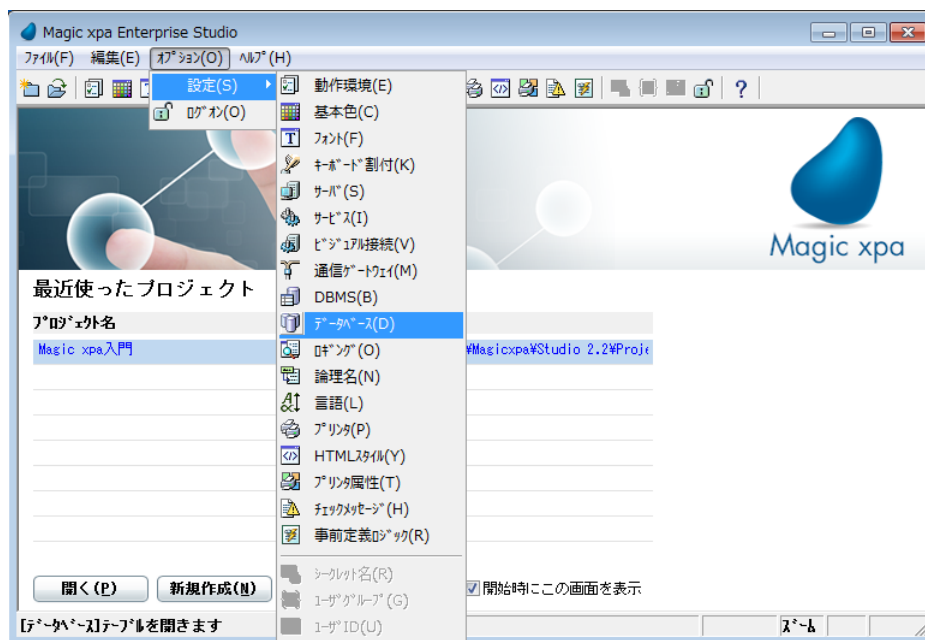 Magic xpa Enterprise Studio
ﾌｧｲﾙ(F) 編集(E) ｵﾌﾟｼｮﾝ(O) ﾍﾙﾌﾟ(H)
設定(S)
ﾛｸﾞｵﾝ(O)
動作環境(E)
基本色(C)
ﾌｫﾝﾄ(F)
ｷｰﾎﾞｰﾄﾞ割付(K)
ｻｰﾊﾞ(S)
ｻｰﾋﾞｽ(I)
ﾋﾞｼﾞｭｱﾙ接続(V)
通信ｹﾞｰﾄｳｪｲ(M)
DBMS(B)
ﾃﾞｰﾀﾍﾞｰｽ(D)
ﾛｷﾞﾝｸﾞ(O)
論理名(N)
言語(L)
ﾌﾟﾘﾝﾀ(P)
HTMLｽﾀｲﾙ(Y)
ﾌﾟﾘﾝﾀ属性(T)
ﾁｪｯｸﾒｯｾｰｼﾞ(H)
事前定義ﾛｼﾞｯｸ(R)
ｼｰｸﾚｯﾄ名(R)
ﾕｰｻﾞｸﾞﾙｰﾌﾟ(G)
ﾕｰｻﾞID(U)
Magic xpa
最近使ったプロジェクト
ﾌﾟﾛｼﾞｪｸﾄ名
Magic xpa入門 ¥Magicxpa¥Studio 2.2¥Proje
開く(P) 新規作成(N) 開始時にこの画面を表示
[ﾃﾞｰﾀﾍﾞｰｽ]ﾃｰﾌﾞﾙを開きます ｽﾞｰﾑ